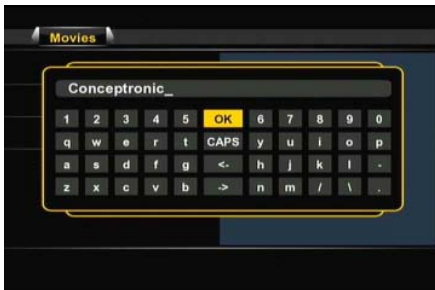 Movies
Conceptronic_
1 2 3 4 5 OK 6 7 8 9 0
q w e r t CAPS y u i o p
a s d f g <- h j k l -
z x c v b -> n m / \ .